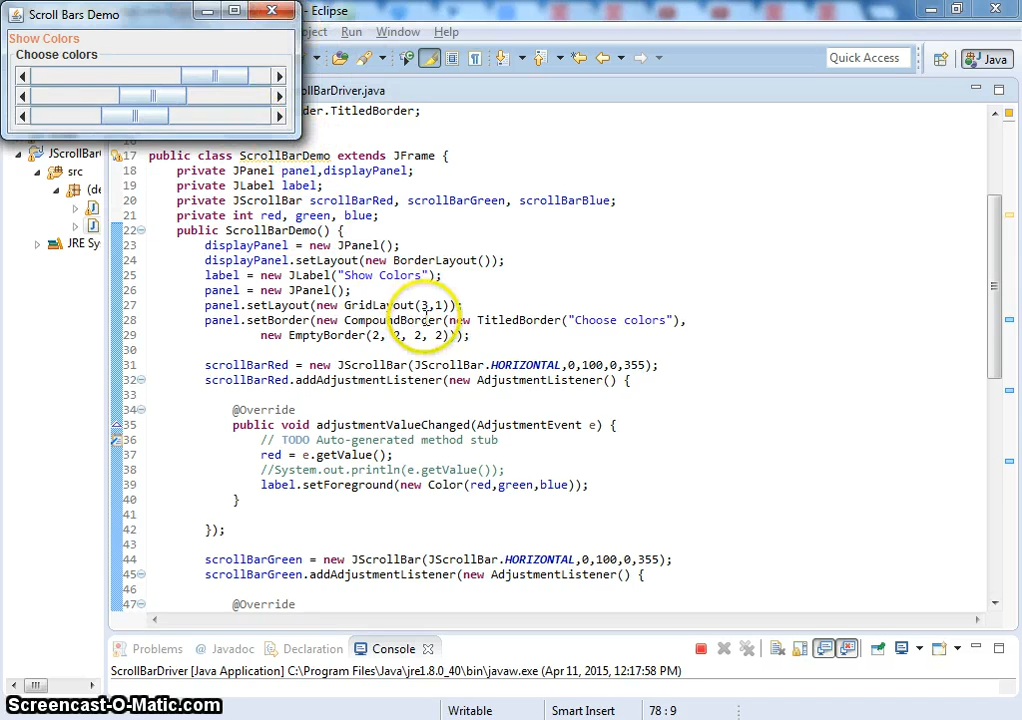 Scroll Bars Demo
- Eclipse
Show Colors
Choose colors
ject Run Window Help
Quick Access
Java
llBarDriver.java
der.TitledBorder;
JScrollBar
src
(de
JRE Sy
17 public class ScrollBarDemo extends JFrame {
18 private JPanel panel,displayPanel;
19 private JLabel label;
20 private JScrollBar scrollBarRed, scrollBarGreen, scrollBarBlue;
21 private int red, green, blue;
22 public ScrollBarDemo() {
23 displayPanel = new JPanel();
24 displayPanel.setLayout(new BorderLayout());
25 label = new JLabel("Show Colors");
26 panel = new JPanel();
27 panel.setLayout(new GridLayout(3,1));
28 panel.setBorder(new CompoundBorder(new TitledBorder("Choose colors"),
29 new EmptyBorder(2, 2, 2, 2)));
30
31 scrollBarRed = new JScrollBar(JScrollBar.HORIZONTAL,0,100,0,355);
32 scrollBarRed.addAdjustmentListener(new AdjustmentListener() {
33
34 @Override
35 public void adjustmentValueChanged(AdjustmentEvent e) {
36 // TODO Auto-generated method stub
37 red = e.getValue();
38 //System.out.println(e.getValue());
39 label.setForeground(new Color(red,green,blue));
40 }
41
42 });
43
44 scrollBarGreen = new JScrollBar(JScrollBar.HORIZONTAL,0,100,0,355);
45 scrollBarGreen.addAdjustmentListener(new AdjustmentListener() {
46
47 @Override
Problems @ Javadoc Declaration Console
ScrollBarDriver [Java Application] C:\Program Files\Java\jre1.8.0_40\bin\javaw.exe (Apr 11, 2015, 12:17:58 PM)
Screencast-O-Matic.com
Writable Smart Insert 78 : 9